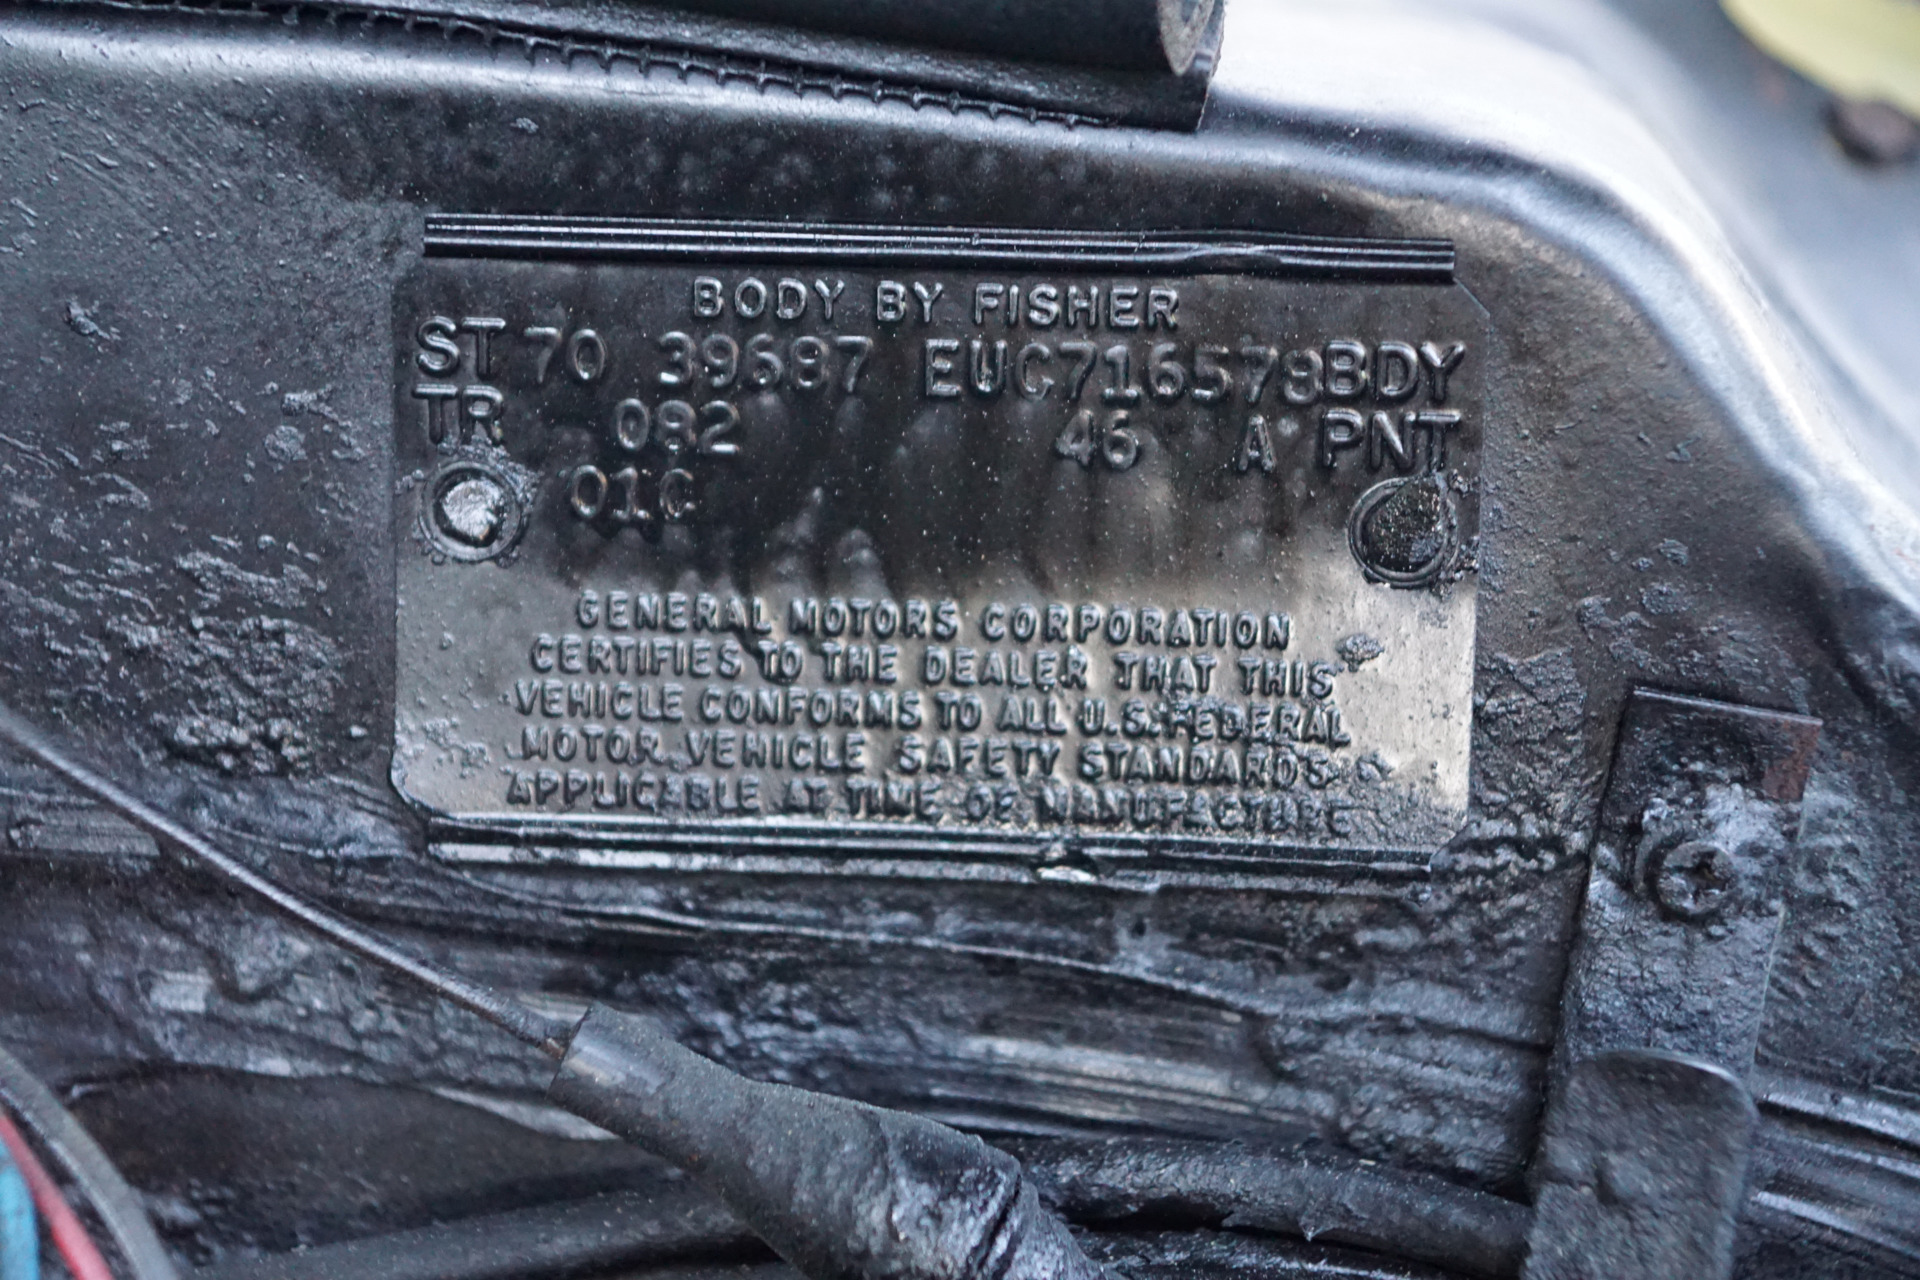 BODY BY FISHER
ST 70 39687 EUC716578 BDY
TR 082 46 A PNT
01C
GENERAL MOTORS CORPORATION
CERTIFIES TO THE DEALER THAT THIS
VEHICLE CONFORMS TO ALL U.S. FEDERAL
MOTOR VEHICLE SAFETY STANDARDS
APPLICABLE AT TIME OF MANUFACTURE